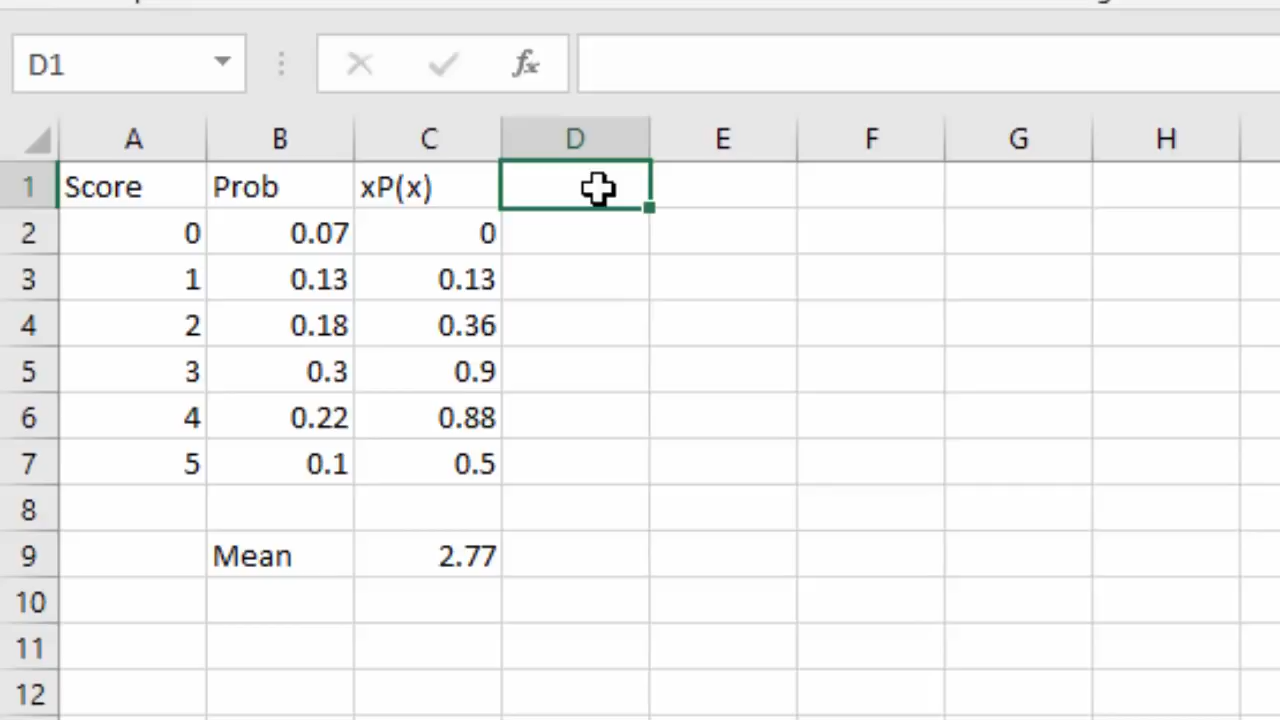 D1 fx
A B C D E F G H
1 Score Prob xP(x)
2 0 0.07 0
3 1 0.13 0.13
4 2 0.18 0.36
5 3 0.3 0.9
6 4 0.22 0.88
7 5 0.1 0.5
8
9 Mean 2.77
10
11
12